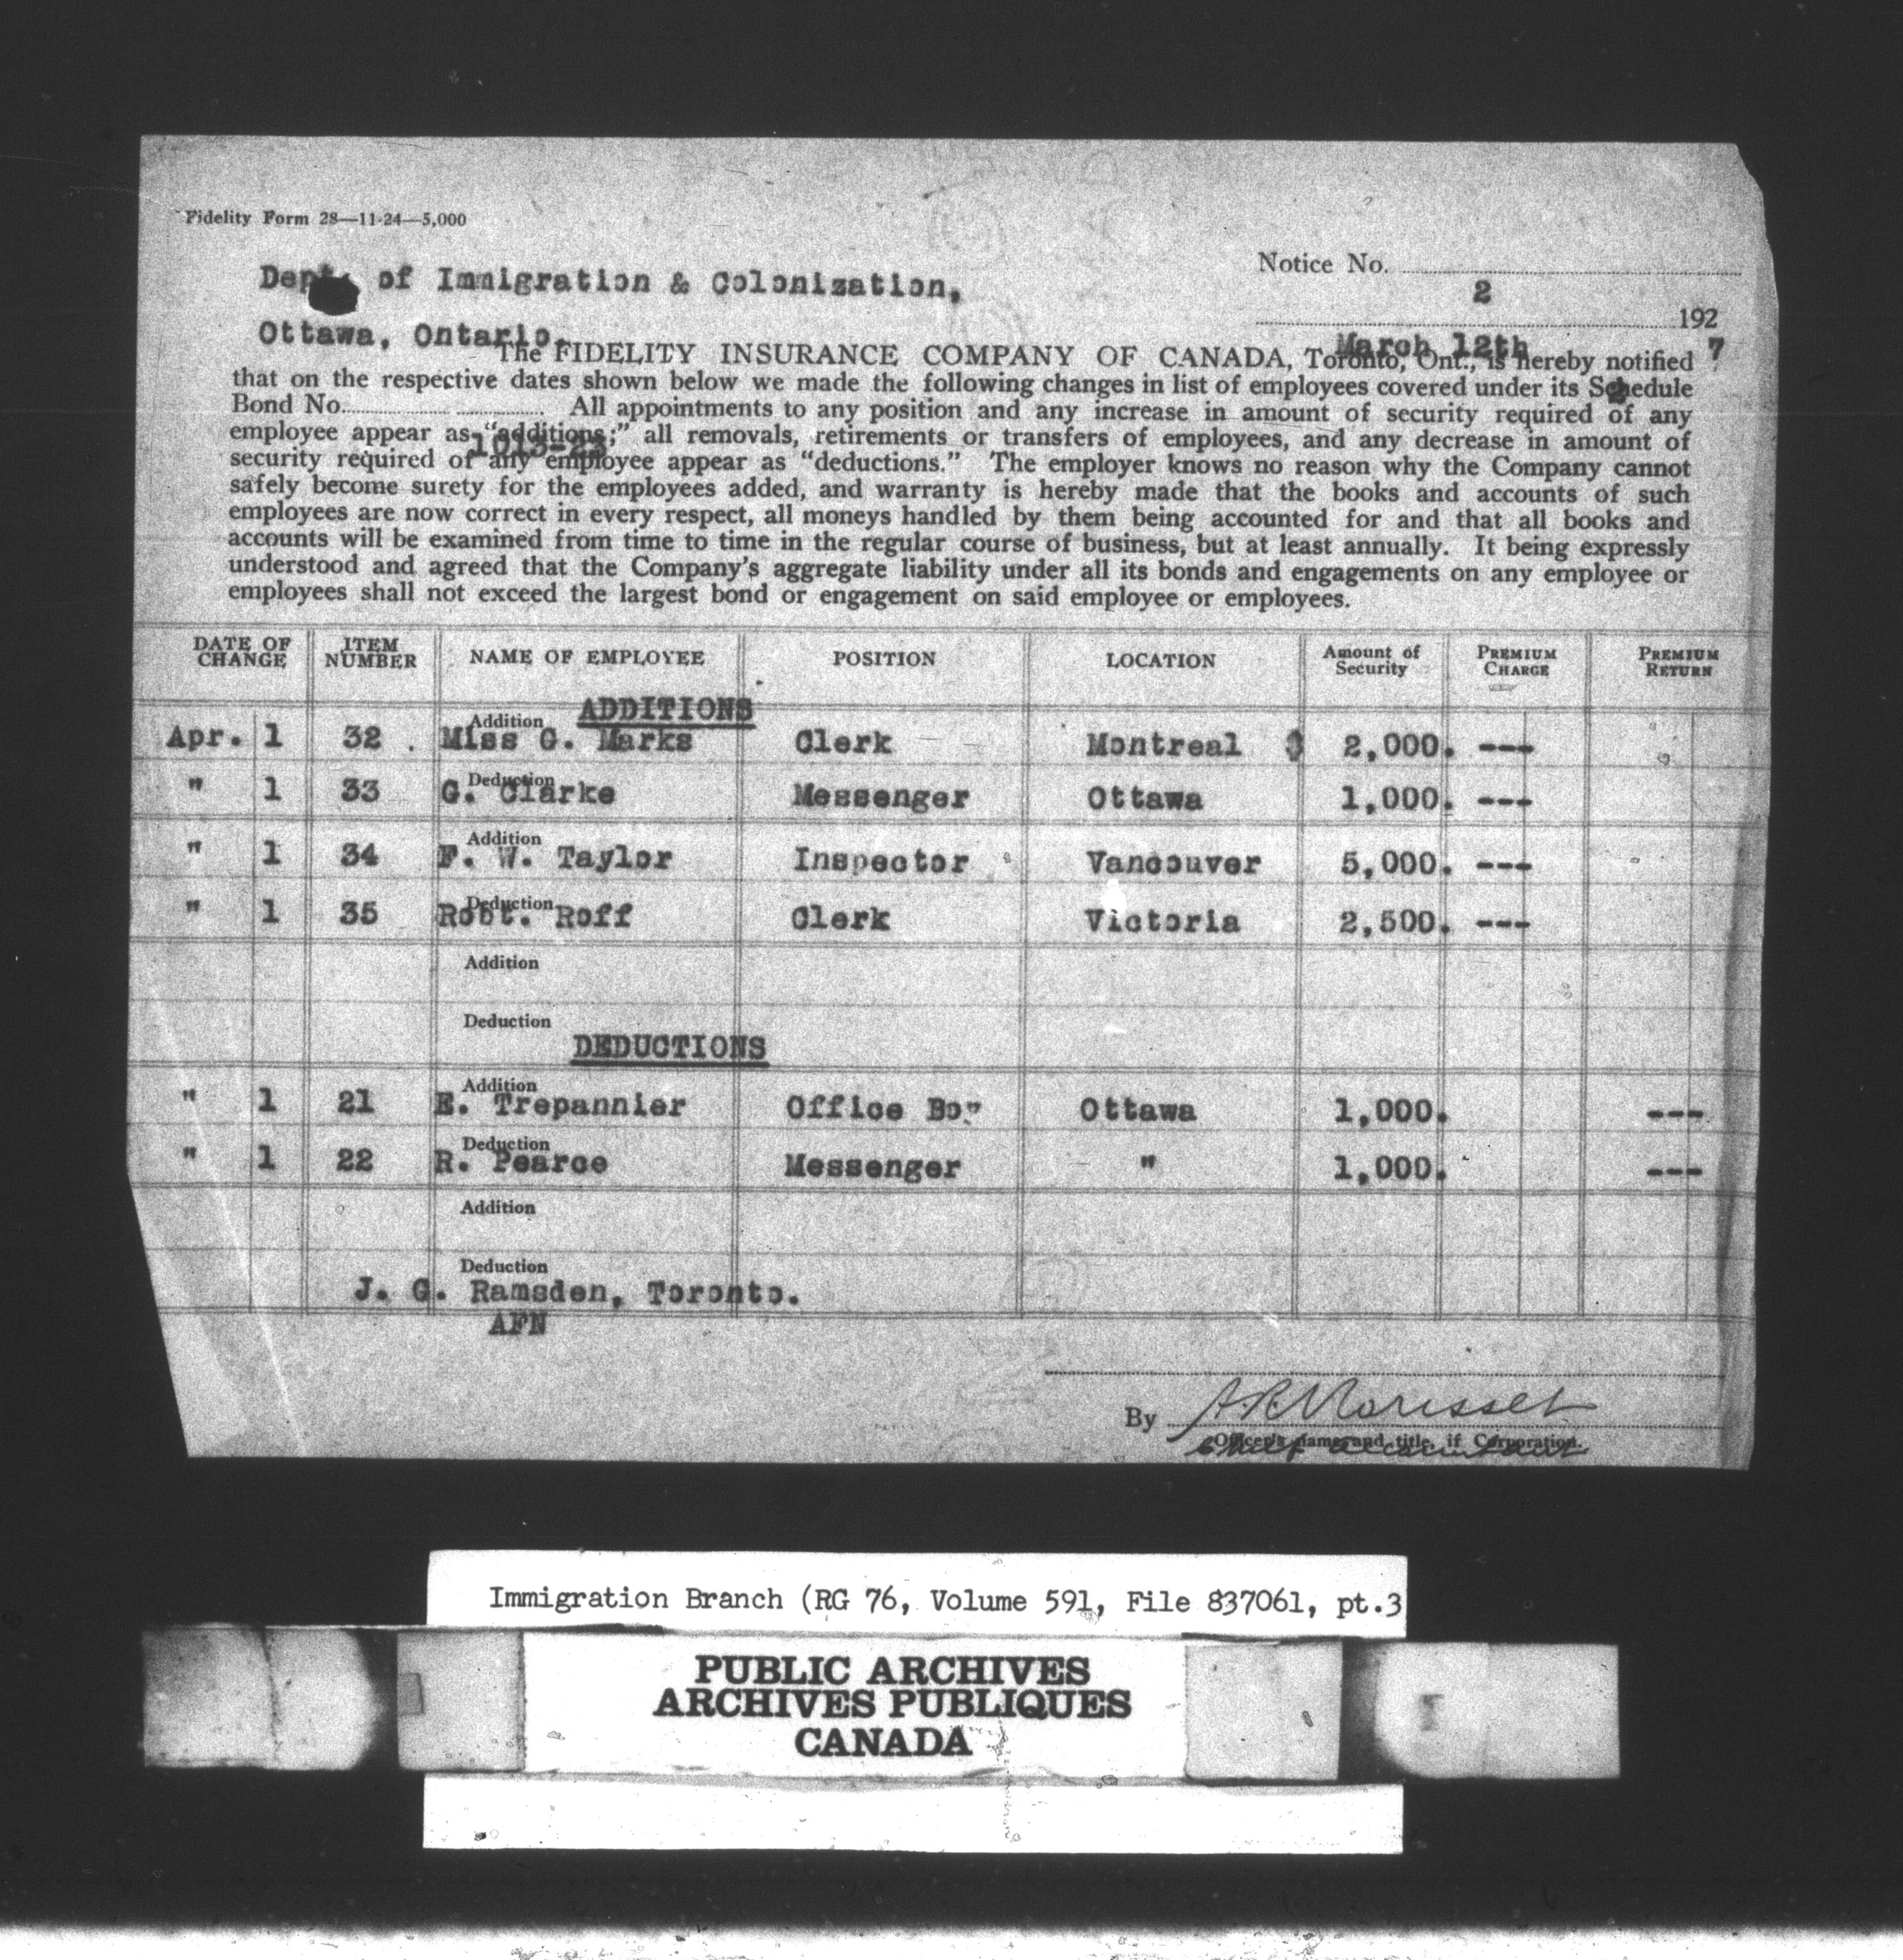 Fidelity Form 28—11-24—5,000
Notice No.
Dept. of Immigration & Colonization,
2
192
Ottawa, Ontario.
March 12th
7
The FIDELITY INSURANCE COMPANY OF CANADA, Toronto, Ont., is hereby notified
that on the respective dates shown below we made the following changes in list of employees covered under its Schedule
Bond No. All appointments to any position and any increase in amount of security required of any
employee appear as “additions;” all removals, retirements or transfers of employees, and any decrease in amount of
security required of any employee appear as “deductions.” The employer knows no reason why the Company cannot
safely become surety for the employees added, and warranty is hereby made that the books and accounts of such
employees are now correct in every respect, all moneys handled by them being accounted for and that all books and
accounts will be examined from time to time in the regular course of business, but at least annually. It being expressly
understood and agreed that the Company's aggregate liability under all its bonds and engagements on any employee or
employees shall not exceed the largest bond or engagement on said employee or employees.
DATE OF CHANGE ITEM NUMBER NAME OF EMPLOYEE POSITION LOCATION Amount of Security PREMIUM CHARGE PREMIUM RETURN
ADDITIONS
Addition
Apr. 1 32 Miss G. Marks Clerk Montreal $ 2,000. ---
Deduction
" 1 33 G. Clarke Messenger Ottawa 1,000. ---
Addition
" 1 34 F. W. Taylor Inspector Vancouver 5,000. ---
Deduction
" 1 35 Robt. Roff Clerk Victoria 2,500. ---
Addition
Deduction
DEDUCTIONS
Addition
" 1 21 E. Trepannier Office Boy Ottawa 1,000. ---
Deduction
" 1 22 R. Pearce Messenger " 1,000. ---
Addition
Deduction
J. G. Ramsden, Toronto.
AFN
By A.R. Morisset
Officer's name and title, if Corporation.
Chief Accountant
Immigration Branch (RG 76, Volume 591, File 837061, pt.3
PUBLIC ARCHIVES
ARCHIVES PUBLIQUES
CANADA